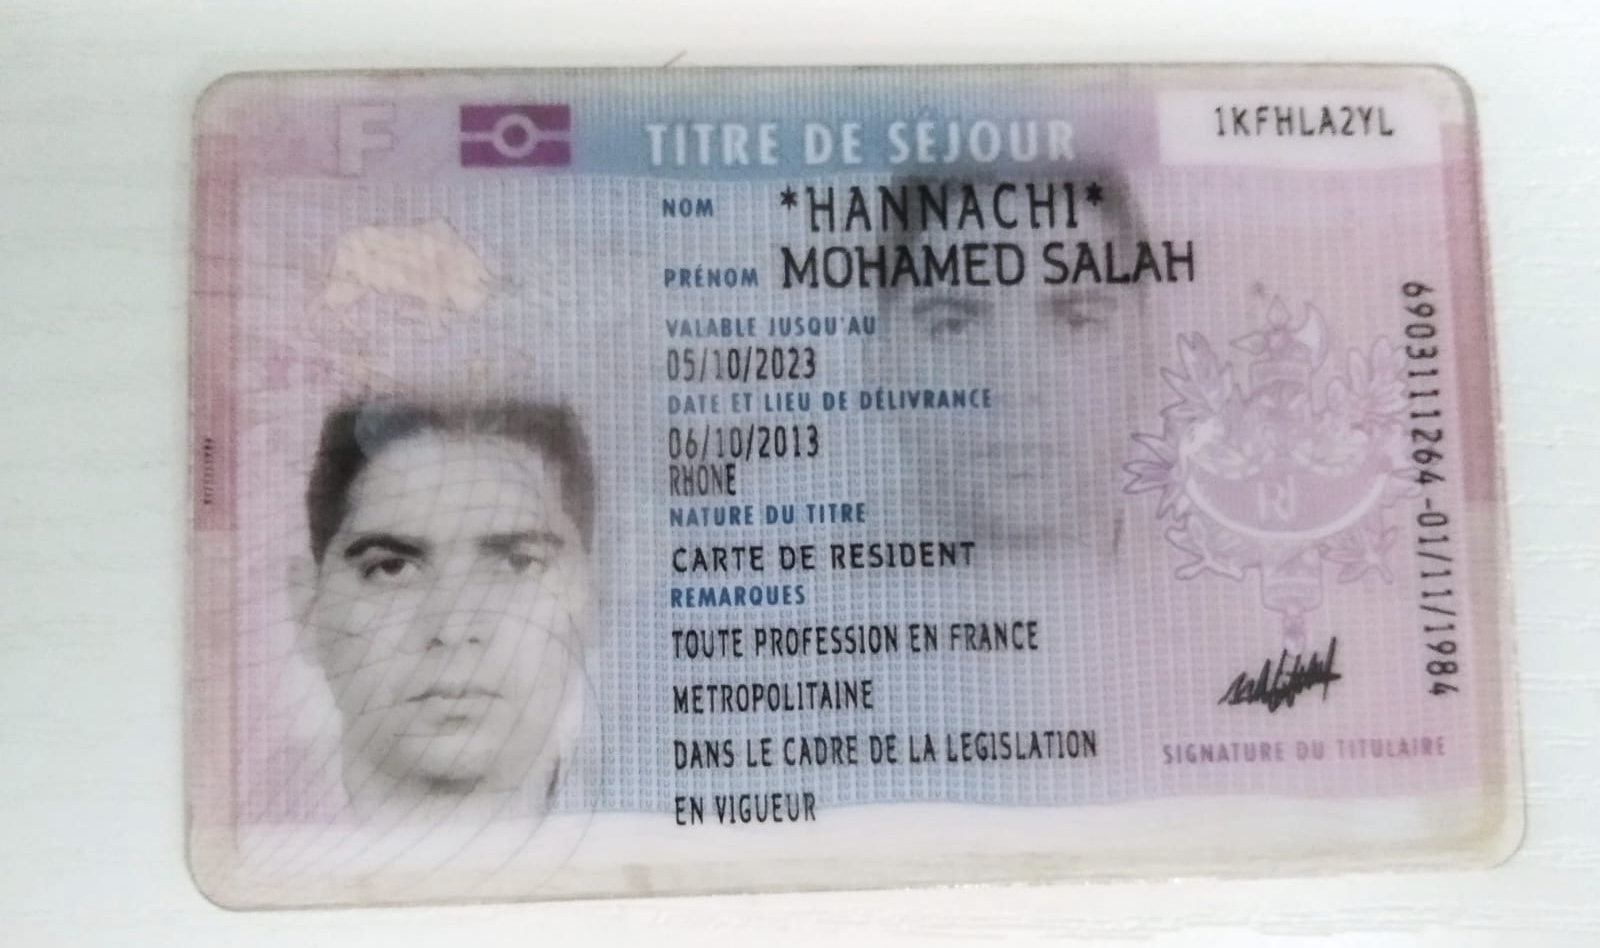 F
TITRE DE SÉJOUR
1KFHLA2YL
NOM *HANNACHI*
PRÉNOM MOHAMED SALAH
VALABLE JUSQU'AU
05/10/2023
DATE ET LIEU DE DÉLIVRANCE
06/10/2013
RHONE
NATURE DU TITRE
CARTE DE RESIDENT
REMARQUES
TOUTE PROFESSION EN FRANCE
METROPOLITAINE
DANS LE CADRE DE LA LEGISLATION
EN VIGUEUR
6903111264-01/11/1984
SIGNATURE DU TITULAIRE